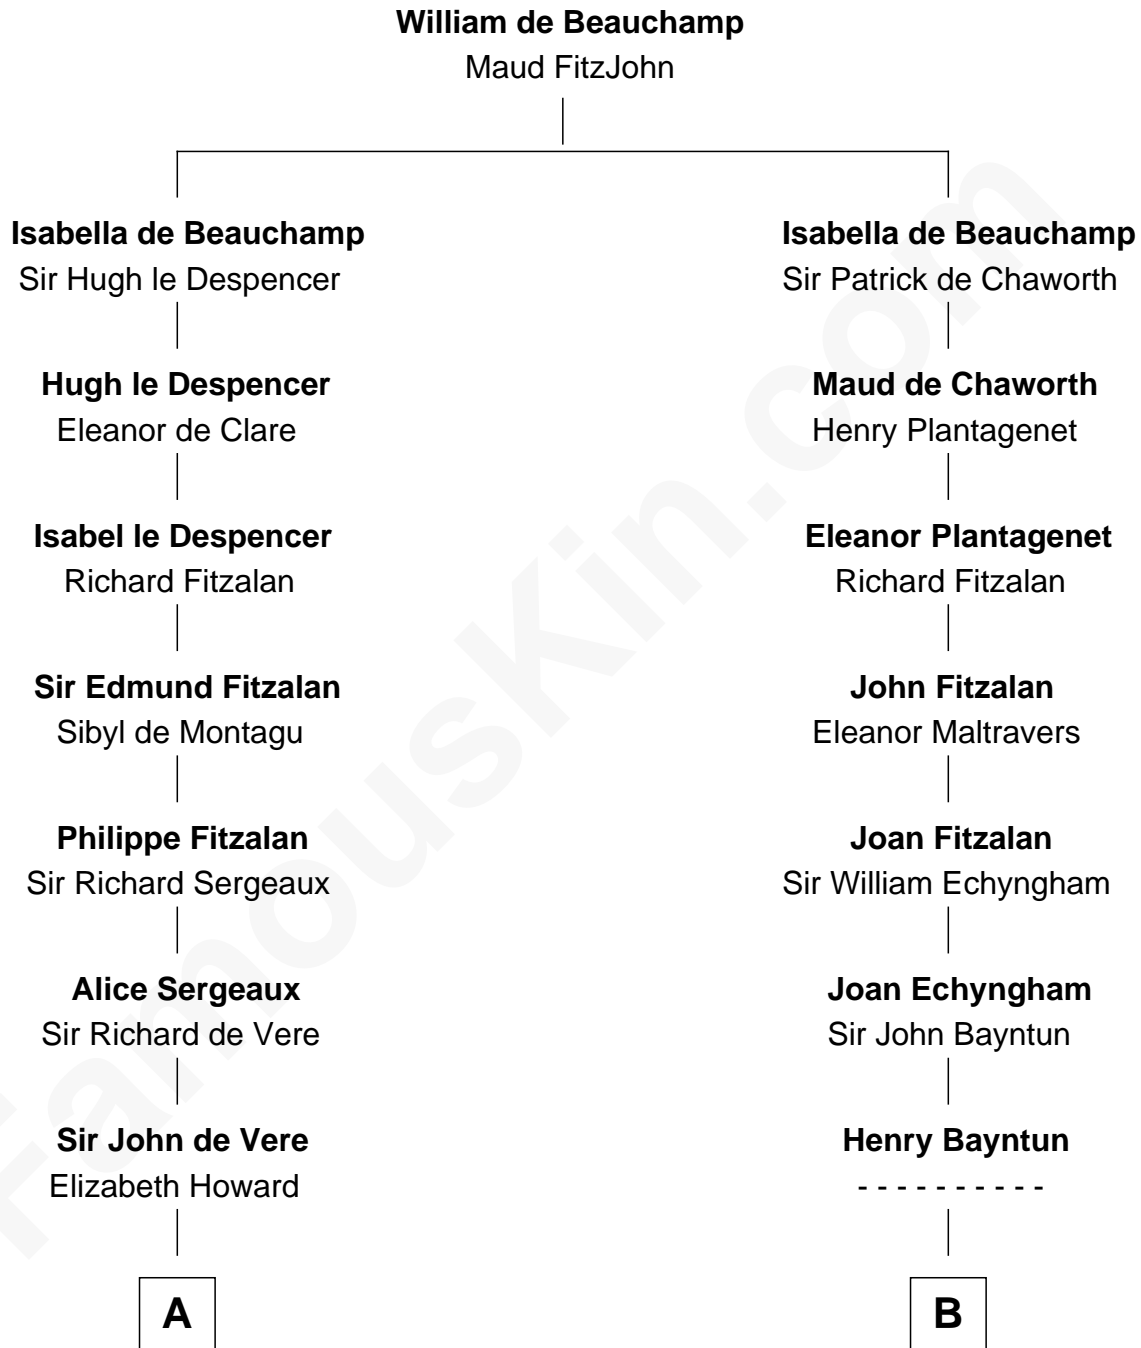 William de Beauchamp
Maud FitzJohn
Isabella de Beauchamp
Sir Hugh le Despencer
Hugh le Despencer
Eleanor de Clare
Isabel le Despencer
Richard Fitzalan
Sir Edmund Fitzalan
Sibyl de Montagu
Philippe Fitzalan
Sir Richard Sergeaux
Alice Sergeaux
Sir Richard de Vere
Sir John de Vere
Elizabeth Howard
A
Isabella de Beauchamp
Sir Patrick de Chaworth
Maud de Chaworth
Henry Plantagenet
Eleanor Plantagenet
Richard Fitzalan
John Fitzalan
Eleanor Maltravers
Joan Fitzalan
Sir William Echyngham
Joan Echyngham
Sir John Bayntun
Henry Bayntun
- - - - - - - - - -
B
FamousKin.com